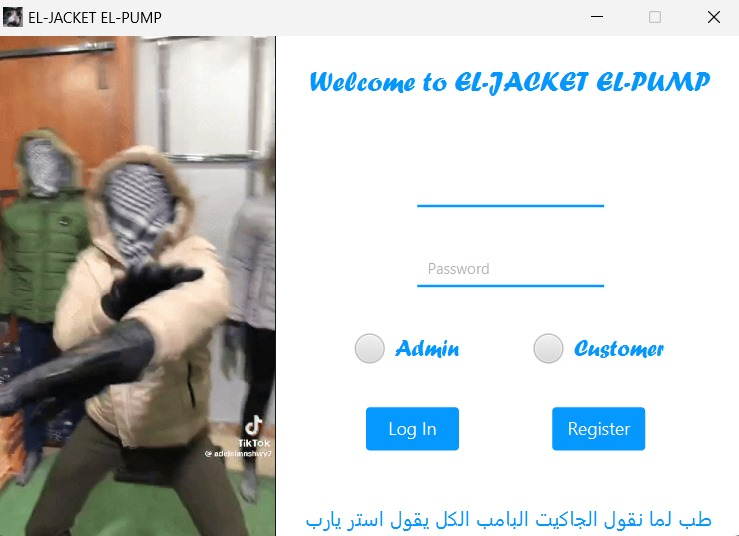 EL-JACKET EL-PUMP
Welcome to EL-JACKET EL-PUMP
Password
Admin
Customer
Log In
Register
TikTok
طب لما نقول الجاكيت البامب الكل يقول استر يارب